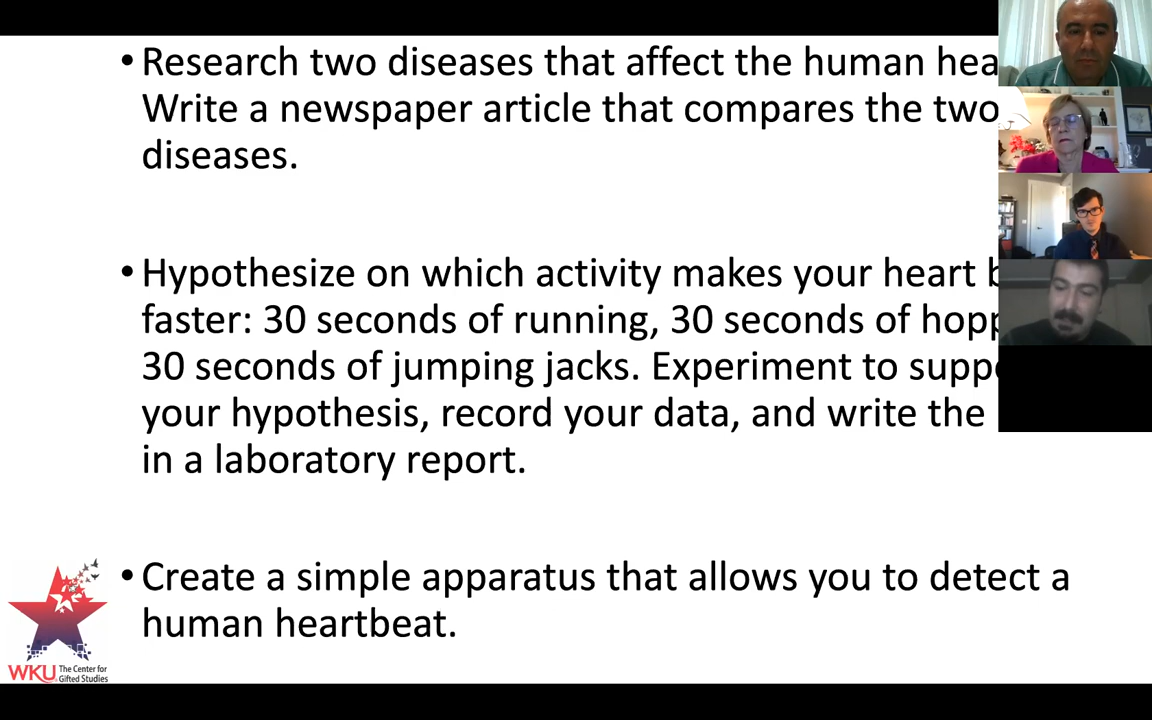 • Research two diseases that affect the human
Write a newspaper article that compares the two
diseases.
• Hypothesize on which activity makes your heart
faster: 30 seconds of running, 30 seconds of
30 seconds of jumping jacks. Experiment to
your hypothesis, record your data, and write the
in a laboratory report.
• Create a simple apparatus that allows you to detect a
human heartbeat.
WKU The Center for
Gifted Studies